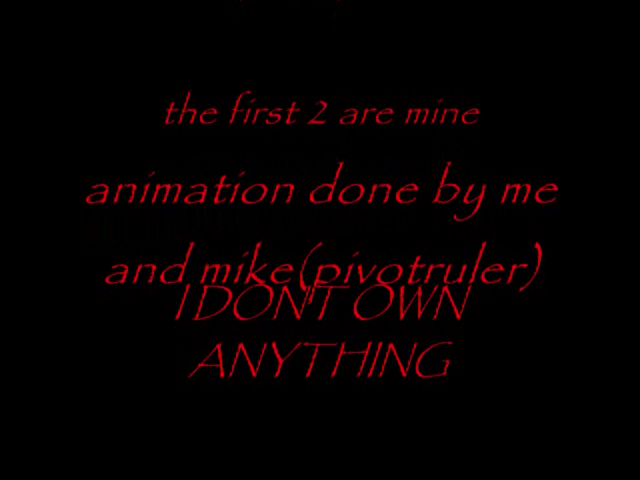 the first 2 are mine
animation done by me
and mike(pivotruler)
I DON'T OWN
ANYTHING